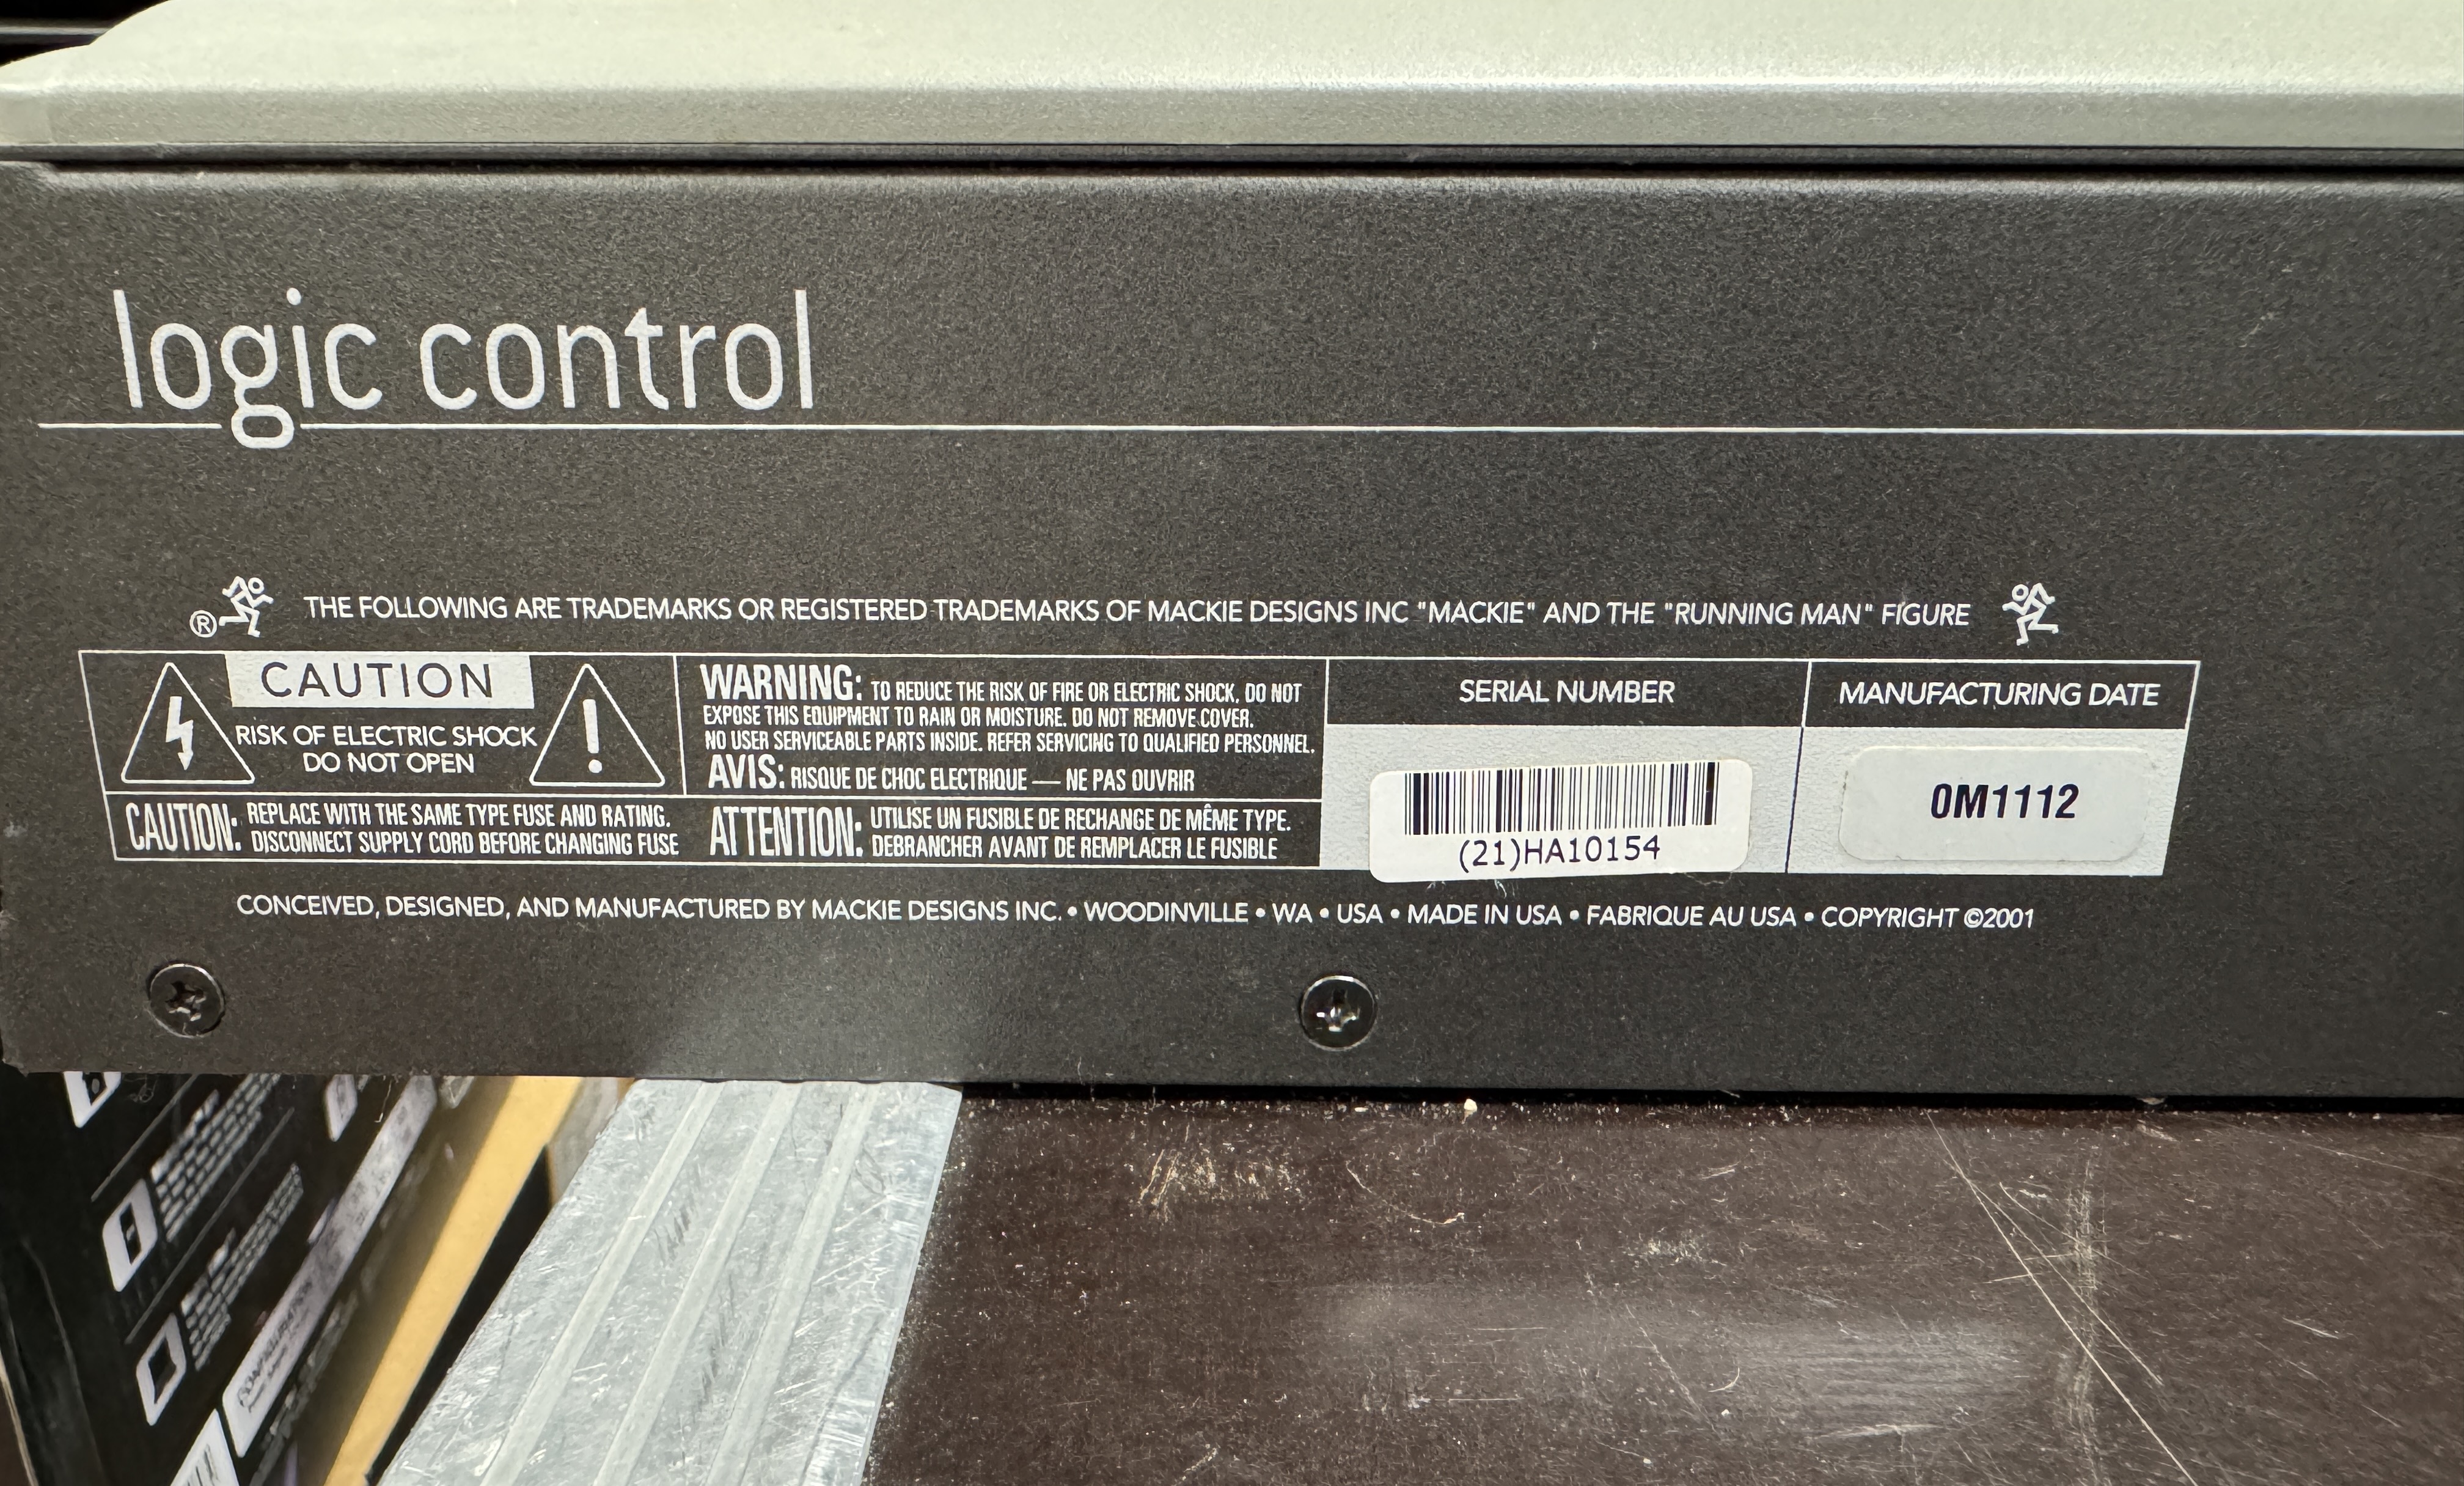 logic control
® THE FOLLOWING ARE TRADEMARKS OR REGISTERED TRADEMARKS OF MACKIE DESIGNS INC "MACKIE" AND THE "RUNNING MAN" FIGURE
CAUTION
RISK OF ELECTRIC SHOCK
DO NOT OPEN
WARNING: TO REDUCE THE RISK OF FIRE OR ELECTRIC SHOCK, DO NOT
EXPOSE THIS EQUIPMENT TO RAIN OR MOISTURE. DO NOT REMOVE COVER.
NO USER SERVICEABLE PARTS INSIDE. REFER SERVICING TO QUALIFIED PERSONNEL.
AVIS: RISQUE DE CHOC ELECTRIQUE — NE PAS OUVRIR
CAUTION: REPLACE WITH THE SAME TYPE FUSE AND RATING.
DISCONNECT SUPPLY CORD BEFORE CHANGING FUSE
ATTENTION: UTILISE UN FUSIBLE DE RECHANGE DE MÊME TYPE.
DEBRANCHER AVANT DE REMPLACER LE FUSIBLE
SERIAL NUMBER
(21)HA10154
MANUFACTURING DATE
0M1112
CONCEIVED, DESIGNED, AND MANUFACTURED BY MACKIE DESIGNS INC. • WOODINVILLE • WA • USA • MADE IN USA • FABRIQUE AU USA • COPYRIGHT ©2001